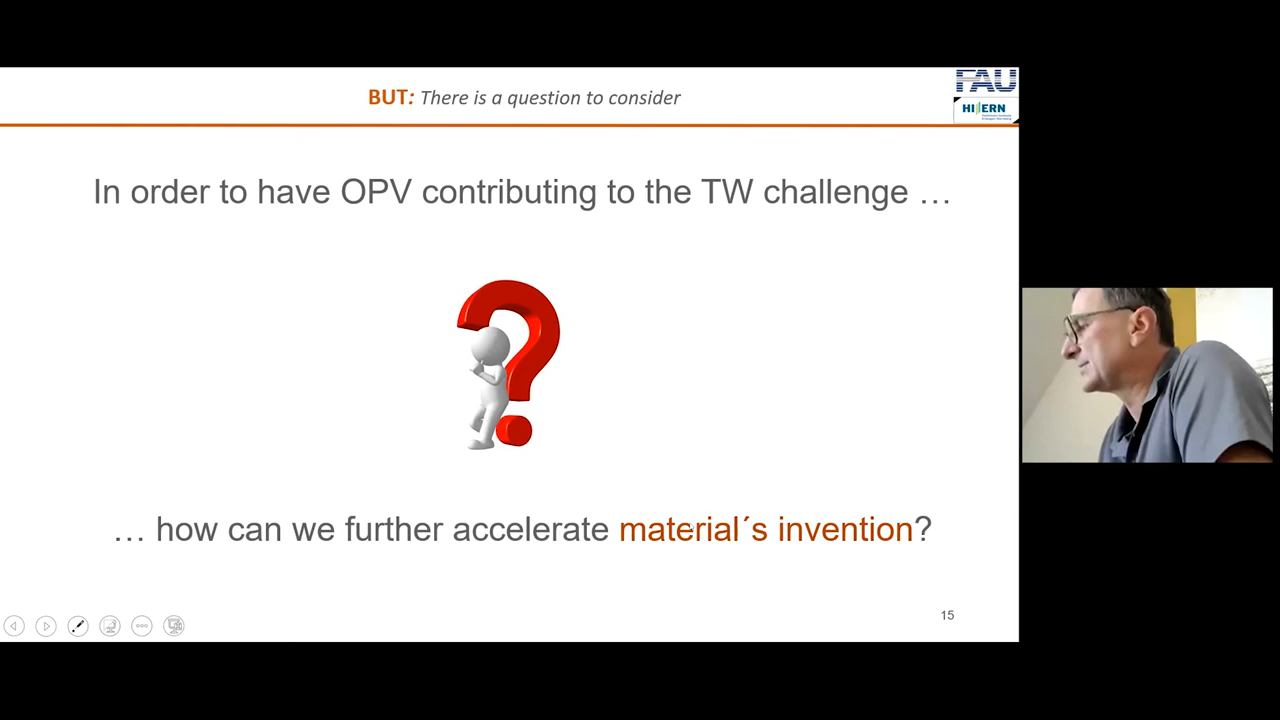 BUT: There is a question to consider
FAU
HI ERN
In order to have OPV contributing to the TW challenge …
… how can we further accelerate material´s invention?
15